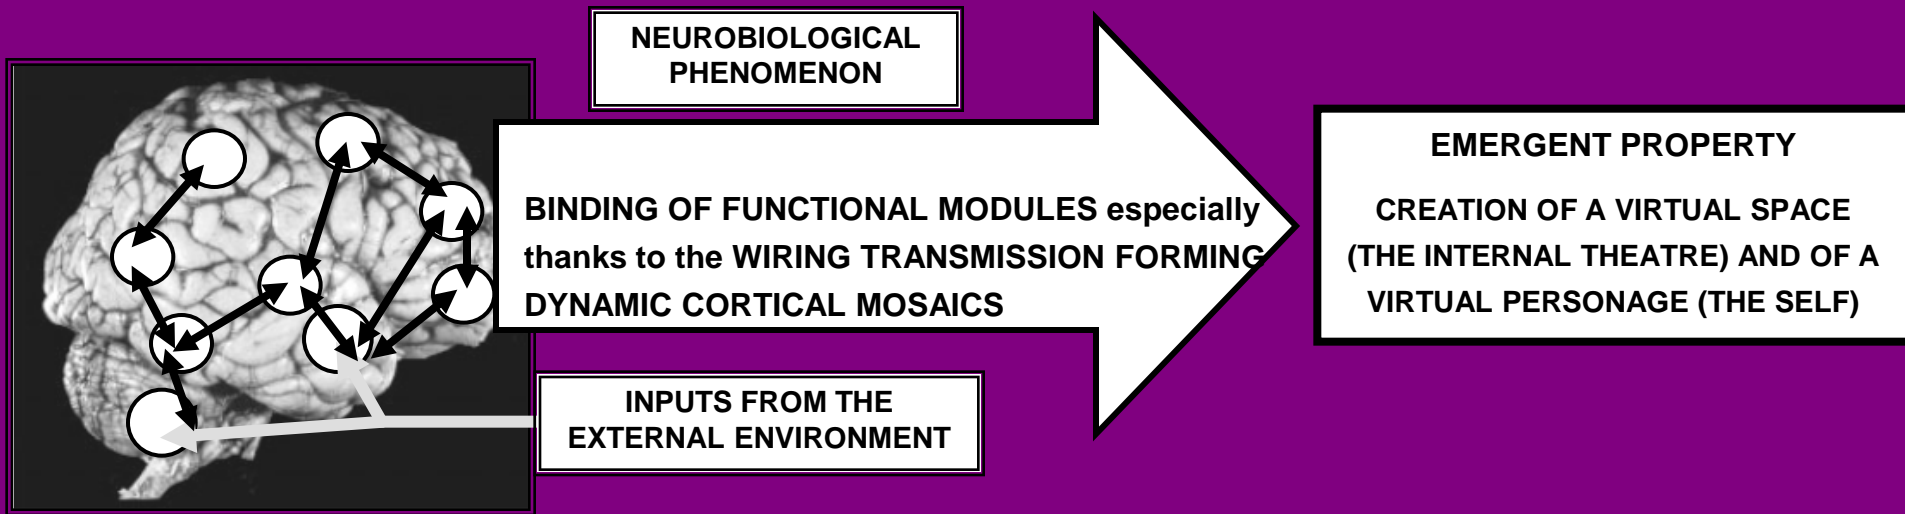 NEUROBIOLOGICAL
PHENOMENON
BINDING OF FUNCTIONAL MODULES especially
thanks to the WIRING TRANSMISSION FORMING
DYNAMIC CORTICAL MOSAICS
INPUTS FROM THE
EXTERNAL ENVIRONMENT
EMERGENT PROPERTY
CREATION OF A VIRTUAL SPACE
(THE INTERNAL THEATRE) AND OF A
VIRTUAL PERSONAGE (THE SELF)